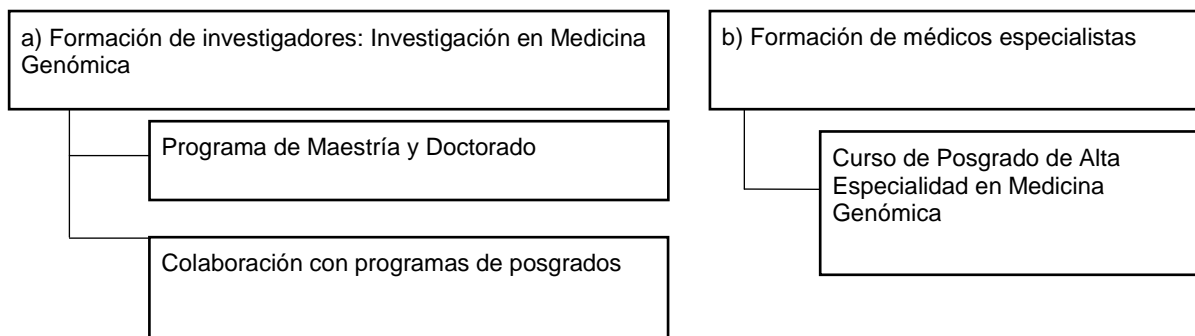 a) Formación de investigadores: Investigación en Medicina
Genómica
Programa de Maestría y Doctorado
Colaboración con programas de posgrados
b) Formación de médicos especialistas
Curso de Posgrado de Alta
Especialidad en Medicina
Genómica